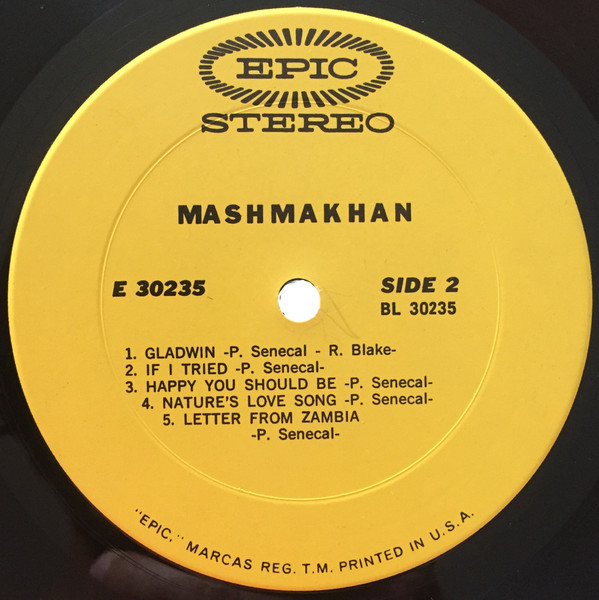 EPIC
STEREO
MASHMAKHAN
E 30235
SIDE 2
BL 30235
1. GLADWIN -P. Senecal - R. Blake-
2. IF I TRIED -P. Senecal-
3. HAPPY YOU SHOULD BE -P. Senecal-
4. NATURE'S LOVE SONG -P. Senecal-
5. LETTER FROM ZAMBIA
-P. Senecal-
"EPIC," MARCAS REG. T.M. PRINTED IN U.S.A.